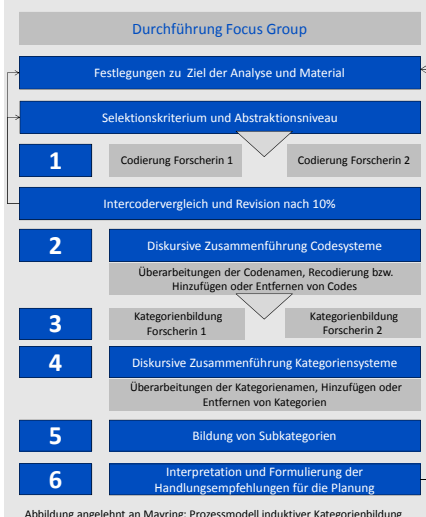 Durchführung Focus Group
Festlegungen zu Ziel der Analyse und Material
Selektionskriterium und Abstraktionsniveau
1
Codierung Forscherin 1
Codierung Forscherin 2
Intercodervergleich und Revision nach 10%
2
Diskursive Zusammenführung Codesysteme
Überarbeitungen der Codenamen, Recodierung bzw.
Hinzufügen oder Entfernen von Codes
3
Kategorienbildung
Forscherin 1
Kategorienbildung
Forscherin 2
4
Diskursive Zusammenführung Kategoriensysteme
Überarbeitungen der Kategorienamen, Hinzufügen oder
Entfernen von Kategorien
5
Bildung von Subkategorien
6
Interpretation und Formulierung der
Handlungsempfehlungen für die Planung
Abbildung angelehnt an Mayring: Prozessmodell induktiver Kategorienbildung